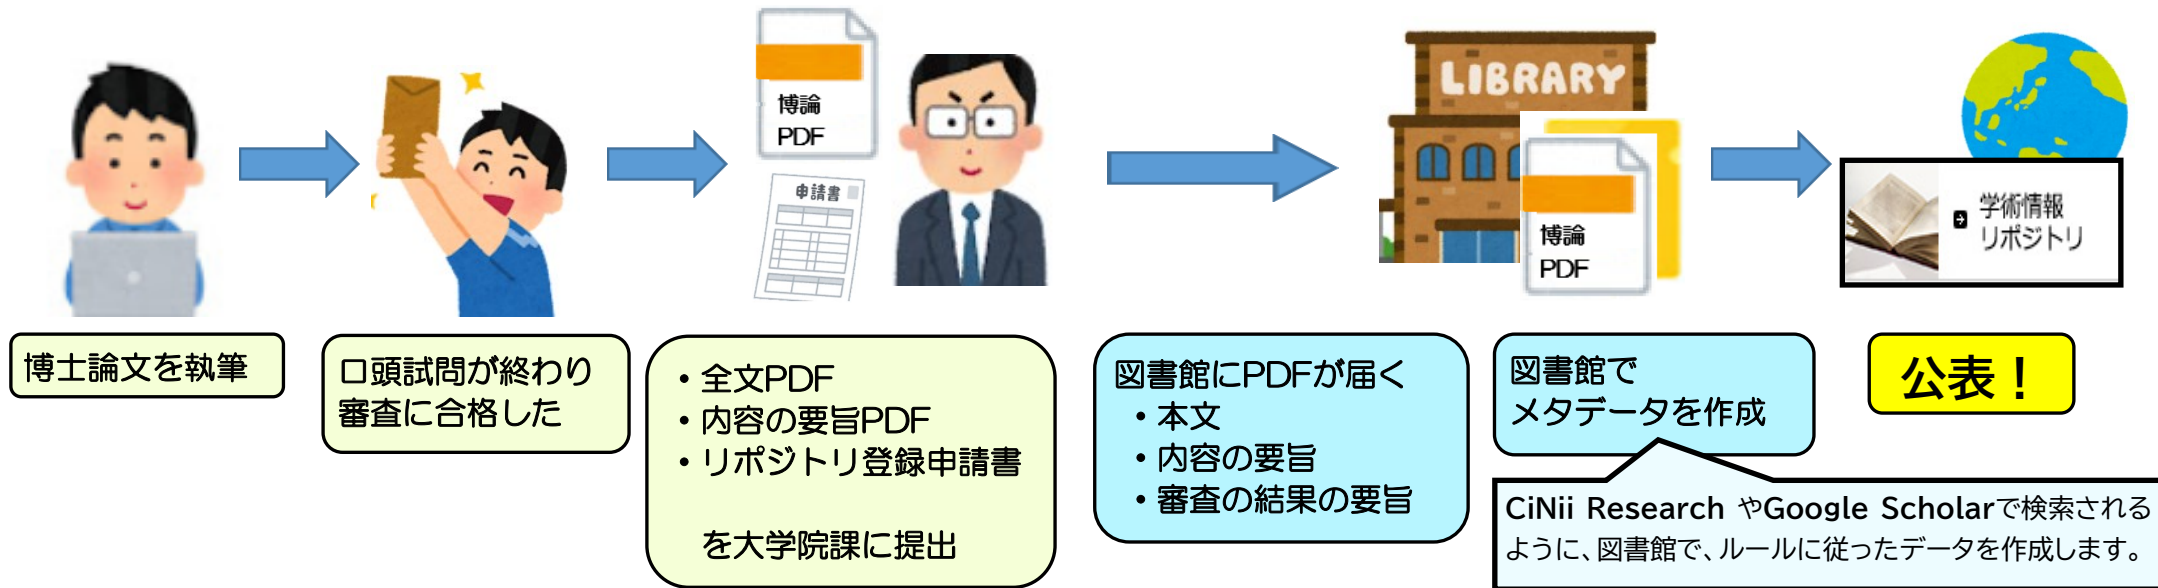 博論
PDF
申請書
LIBRARY
博論
PDF
学術情報
リポジトリ
博士論文を執筆
口頭試問が終わり
審査に合格した
・全文PDF
・内容の要旨PDF
・リポジトリ登録申請書
を大学院課に提出
図書館にPDFが届く
・本文
・内容の要旨
・審査の結果の要旨
図書館で
メタデータを作成
CiNii Research やGoogle Scholarで検索される
ように、図書館で、ルールに従ったデータを作成します。
公表！